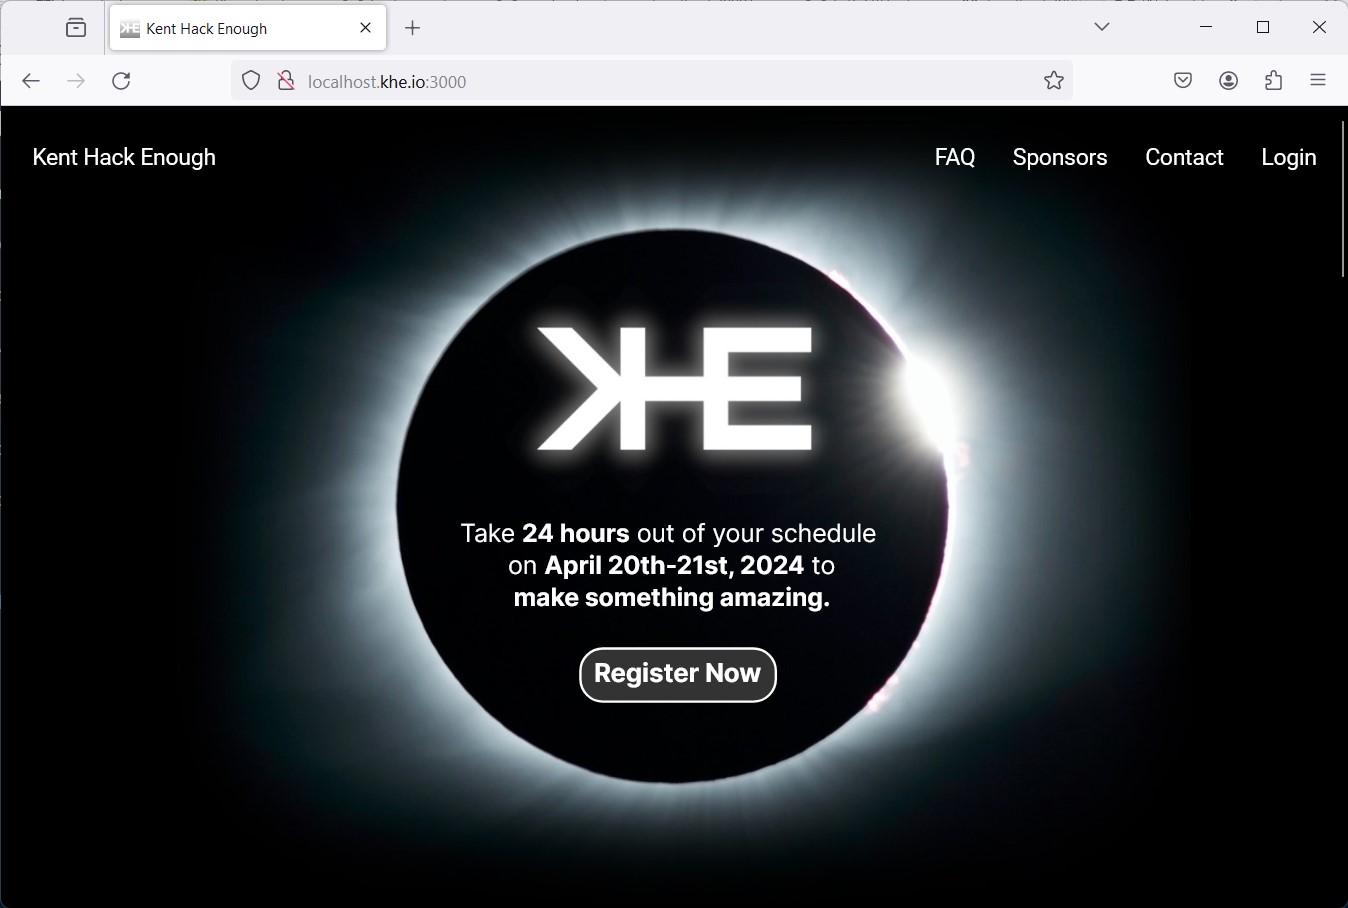 Kent Hack Enough
localhost.khe.io:3000
Kent Hack Enough
FAQ
Sponsors
Contact
Login
KHE
Take 24 hours out of your schedule
on April 20th-21st, 2024 to
make something amazing.
Register Now